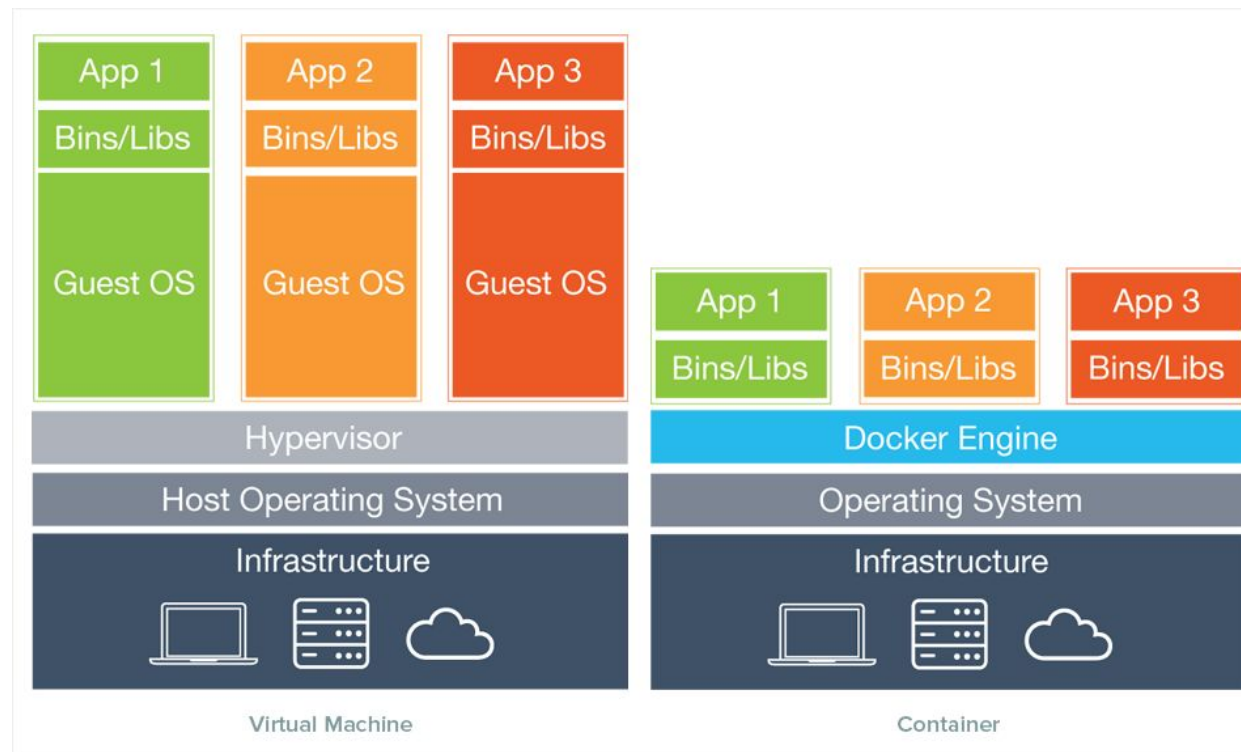 App 1
Bins/Libs
Guest OS
App 2
Bins/Libs
Guest OS
App 3
Bins/Libs
Guest OS
Hypervisor
Host Operating System
Infrastructure
Virtual Machine
App 1
Bins/Libs
App 2
Bins/Libs
App 3
Bins/Libs
Docker Engine
Operating System
Infrastructure
Container